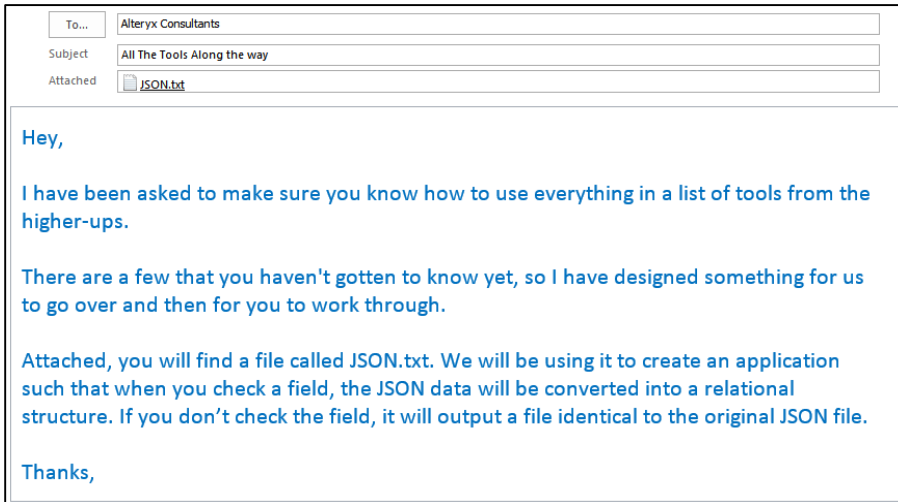 To...
Alteryx Consultants
Subject
All The Tools Along the way
Attached
JSON.txt
Hey,
I have been asked to make sure you know how to use everything in a list of tools from the
higher-ups.
There are a few that you haven't gotten to know yet, so I have designed something for us
to go over and then for you to work through.
Attached, you will find a file called JSON.txt. We will be using it to create an application
such that when you check a field, the JSON data will be converted into a relational
structure. If you don’t check the field, it will output a file identical to the original JSON file.
Thanks,